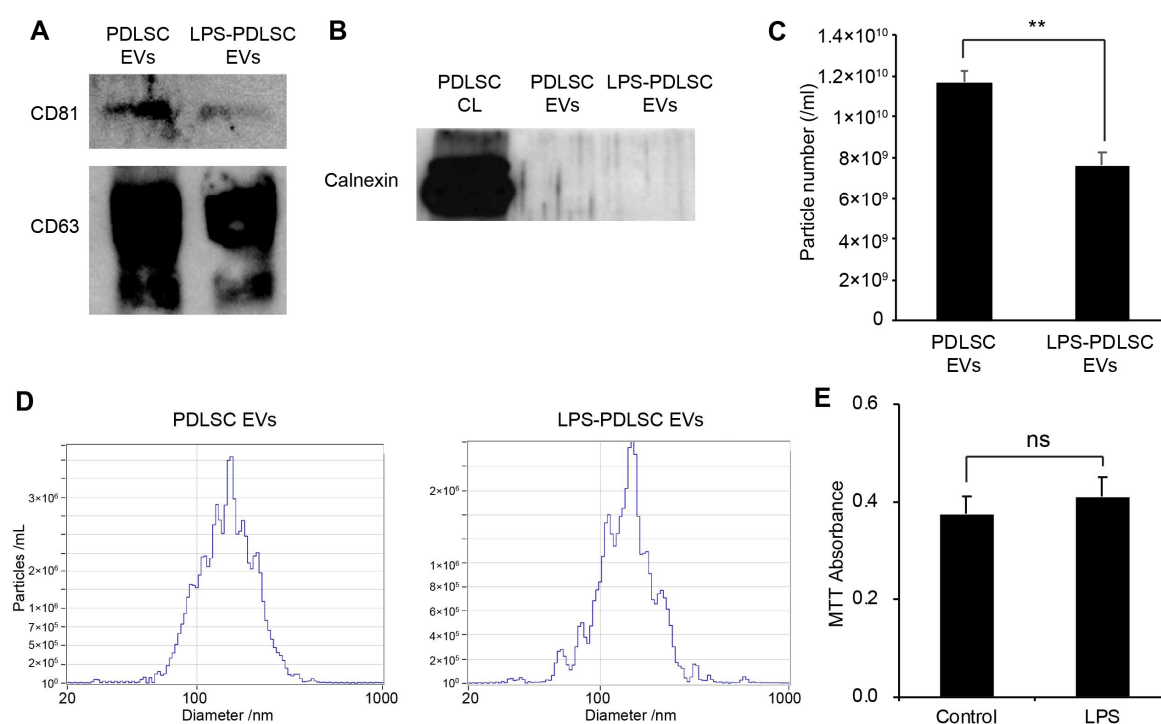 A
PDLSC LPS-PDLSC
EVs EVs
CD81
CD63
B
PDLSC PDLSC LPS-PDLSC
CL EVs EVs
Calnexin
C
**
Particle number (/ml)
1.4×10¹⁰
1.2×10¹⁰
1×10¹⁰
8×10⁹
6×10⁹
4×10⁹
2×10⁹
0
PDLSC LPS-PDLSC
EVs EVs
D
PDLSC EVs
Particles /mL
3×10⁶
2×10⁶
1×10⁶
7×10⁵
5×10⁵
2×10⁵
10⁰
20 100 1000
Diameter /nm
LPS-PDLSC EVs
2×10⁶
1×10⁶
8×10⁵
6×10⁵
4×10⁵
2×10⁵
10⁰
20 100 1000
Diameter /nm
E
ns
MTT Absorbance
0.6
0.4
0.2
0.0
Control LPS